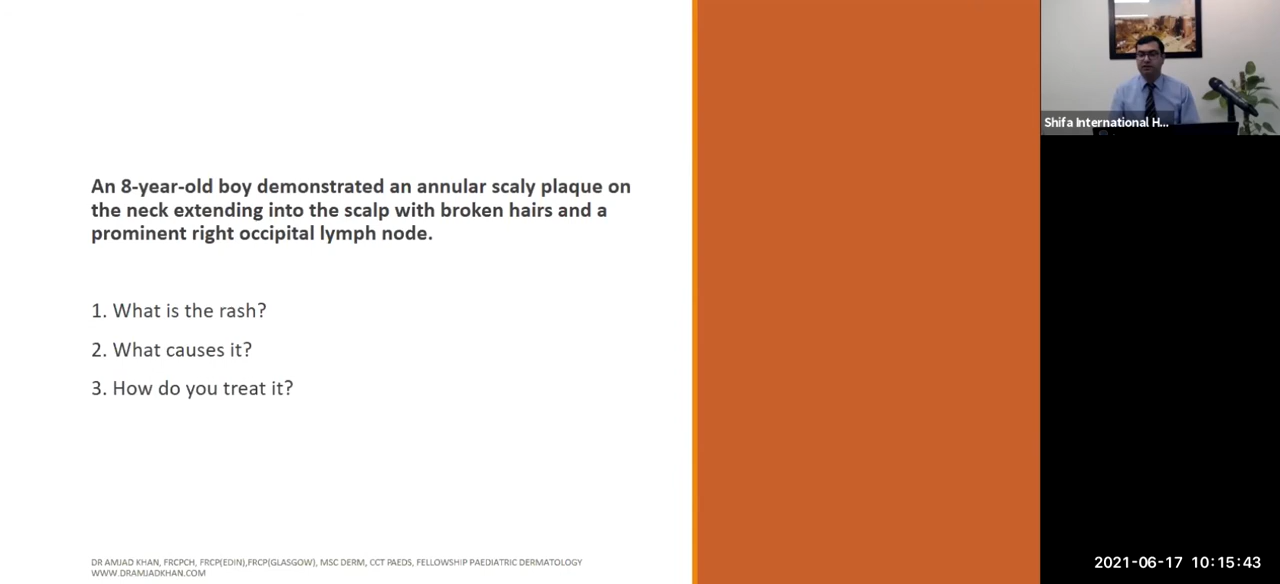 An 8-year-old boy demonstrated an annular scaly plaque on
the neck extending into the scalp with broken hairs and a
prominent right occipital lymph node.
1. What is the rash?
2. What causes it?
3. How do you treat it?
DR AMJAD KHAN, FRCPCH, FRCP(EDIN),FRCP(GLASGOW), MSC DERM, CCT PAEDS, FELLOWSHIP PAEDIATRIC DERMATOLOGY
WWW.DRAMJADKHAN.COM
Shifa International H...
2021-06-17 10:15:43